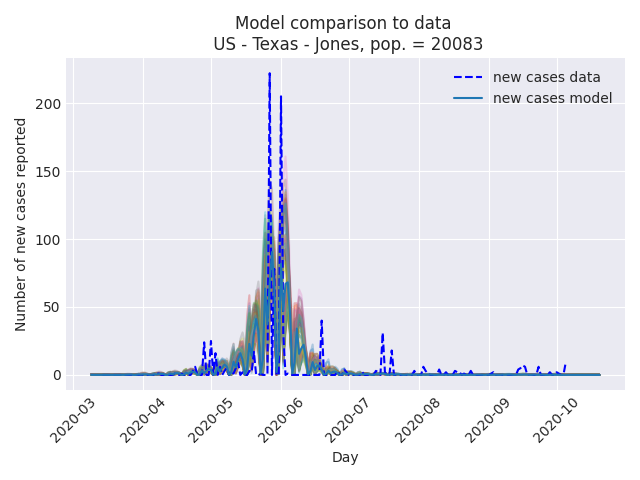 Model comparison to data
US - Texas - Jones, pop. = 20083
new cases data
new cases model
Number of new cases reported
200
150
100
50
0
2020-03
2020-04
2020-05
2020-06
2020-07
2020-08
2020-09
2020-10
Day